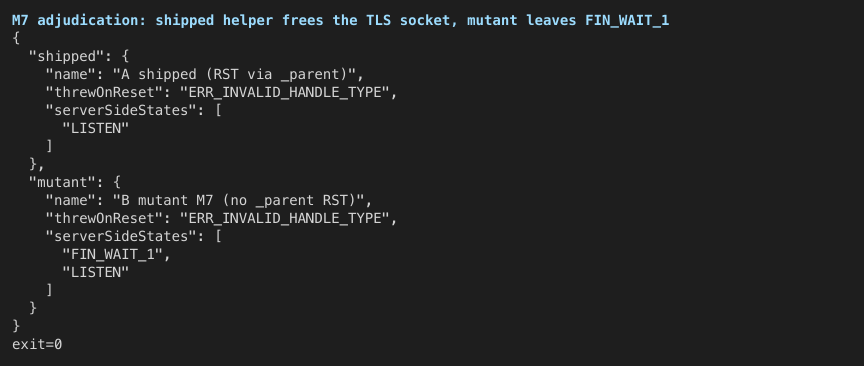 M7 adjudication: shipped helper frees the TLS socket, mutant leaves FIN_WAIT_1
{
  "shipped": {
    "name": "A shipped (RST via _parent)",
    "threwOnReset": "ERR_INVALID_HANDLE_TYPE",
    "serverSideStates": [
      "LISTEN"
    ]
  },
  "mutant": {
    "name": "B mutant M7 (no _parent RST)",
    "threwOnReset": "ERR_INVALID_HANDLE_TYPE",
    "serverSideStates": [
      "FIN_WAIT_1",
      "LISTEN"
    ]
  }
}
exit=0